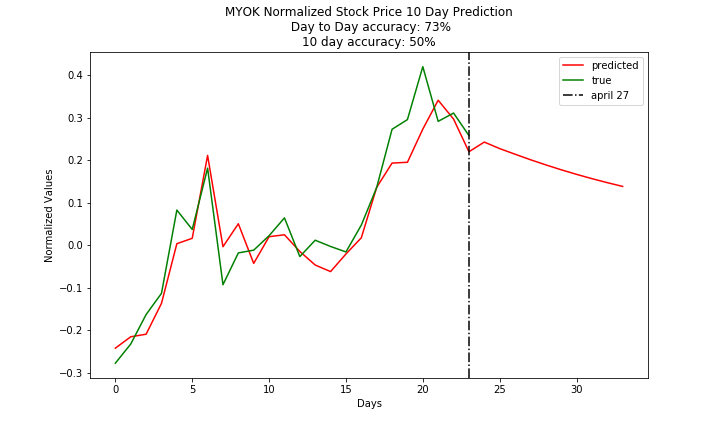 MYOK Normalized Stock Price 10 Day Prediction
Day to Day accuracy: 73%
10 day accuracy: 50%
predicted
true
april 27
0.4
0.3
0.2
0.1
0.0
−0.1
−0.2
−0.3
Normalized Values
0 5 10 15 20 25 30
Days